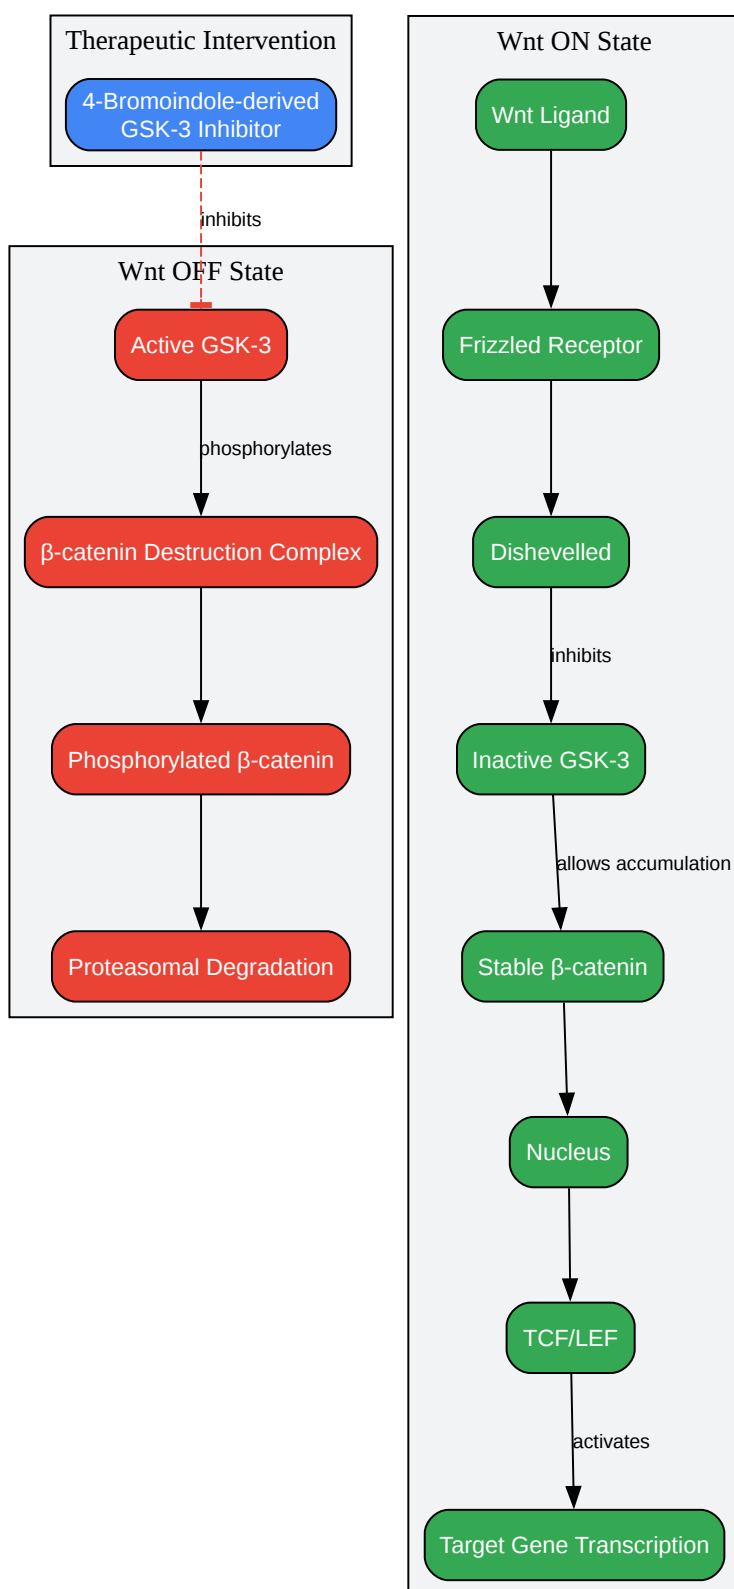 Therapeutic Intervention
4-Bromoindole-derived
GSK-3 Inhibitor
inhibits
Wnt OFF State
Active GSK-3
phosphorylates
β-catenin Destruction Complex
Phosphorylated β-catenin
Proteasomal Degradation
Wnt ON State
Wnt Ligand
Frizzled Receptor
Dishevelled
inhibits
Inactive GSK-3
allows accumulation
Stable β-catenin
Nucleus
TCF/LEF
activates
Target Gene Transcription